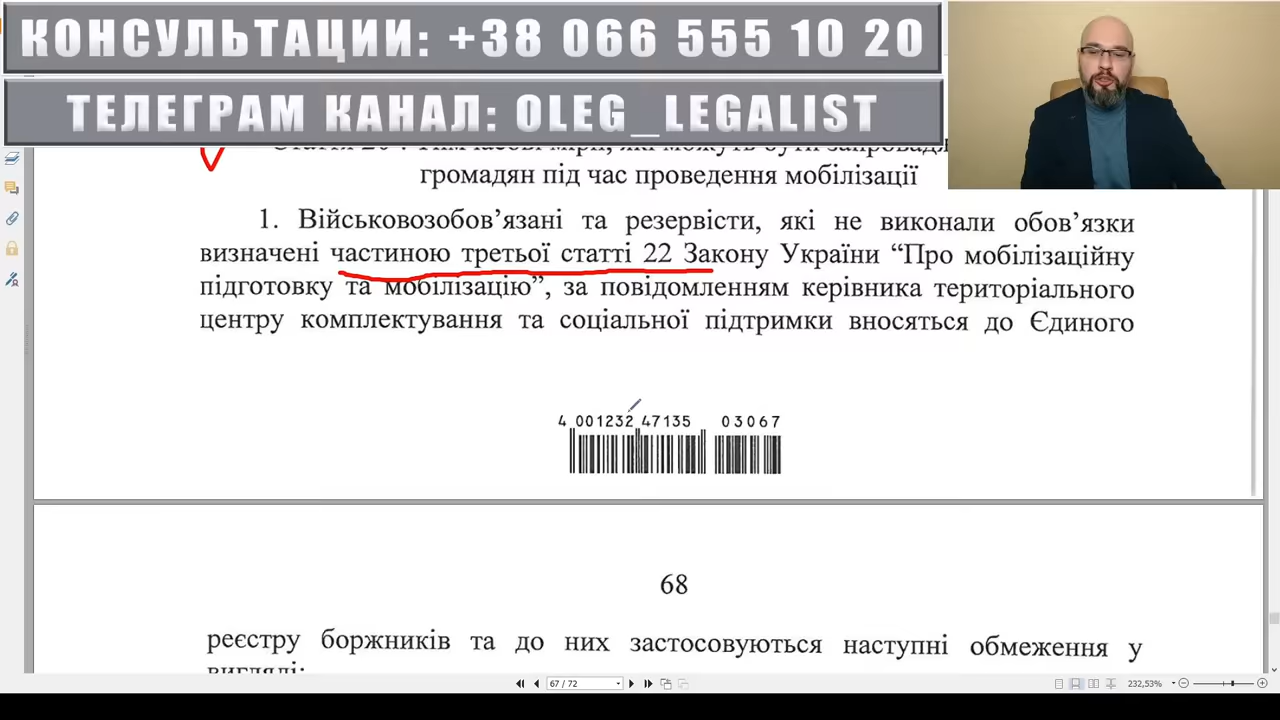 КОНСУЛЬТАЦИИ: +38 066 555 10 20
ТЕЛЕГРАМ КАНАЛ: OLEG_LEGALIST
громадян під час проведення мобілізації
1. Військовозобов’язані та резервісти, які не виконали обов’язки
визначені частиною третьої статті 22 Закону України “Про мобілізаційну
підготовку та мобілізацію”, за повідомленням керівника територіального
центру комплектування та соціальної підтримки вносяться до Єдиного
4 001232 47135 03067
68
реєстру боржників та до них застосовуються наступні обмеження у
вигляді:
67 / 72
232,53%